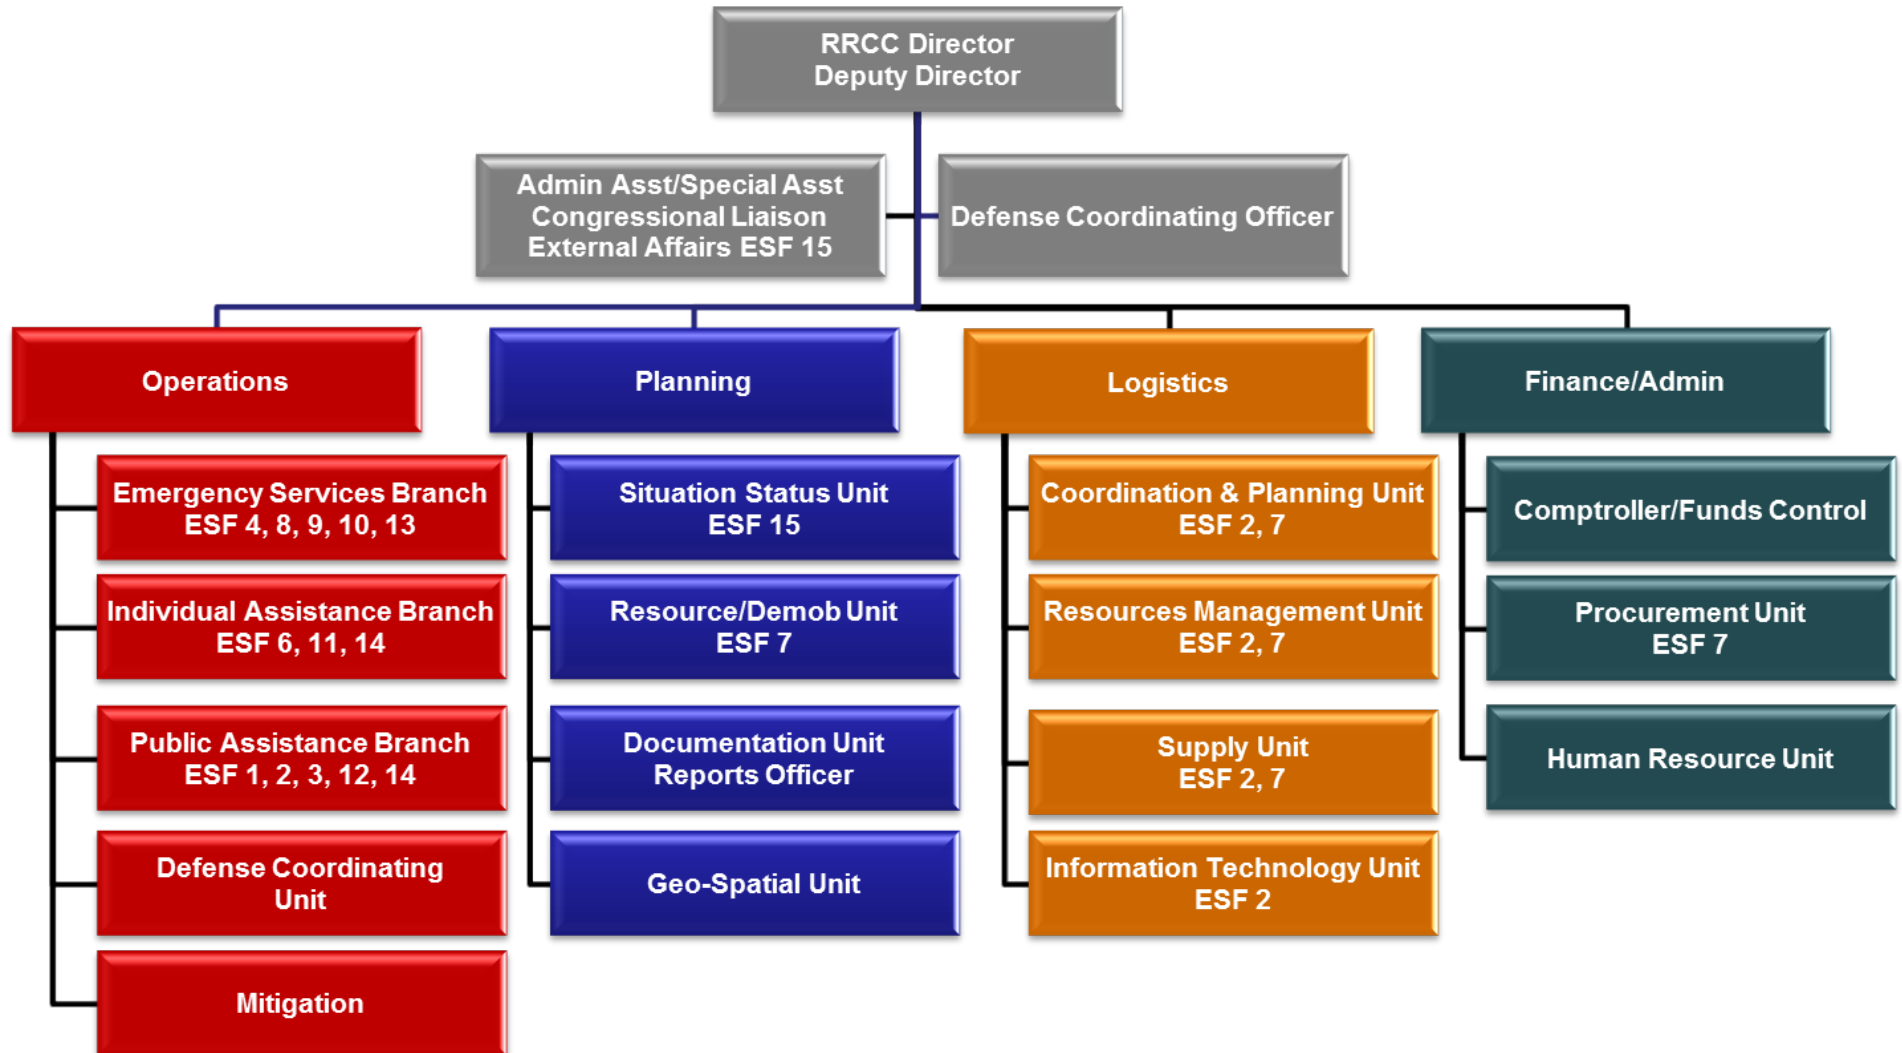 RRCC Director
Deputy Director
Admin Asst/Special Asst
Congressional Liaison
External Affairs ESF 15
Defense Coordinating Officer
Operations
Emergency Services Branch
ESF 4, 8, 9, 10, 13
Individual Assistance Branch
ESF 6, 11, 14
Public Assistance Branch
ESF 1, 2, 3, 12, 14
Defense Coordinating
Unit
Mitigation
Planning
Situation Status Unit
ESF 15
Resource/Demob Unit
ESF 7
Documentation Unit
Reports Officer
Geo-Spatial Unit
Logistics
Coordination & Planning Unit
ESF 2, 7
Resources Management Unit
ESF 2, 7
Supply Unit
ESF 2, 7
Information Technology Unit
ESF 2
Finance/Admin
Comptroller/Funds Control
Procurement Unit
ESF 7
Human Resource Unit